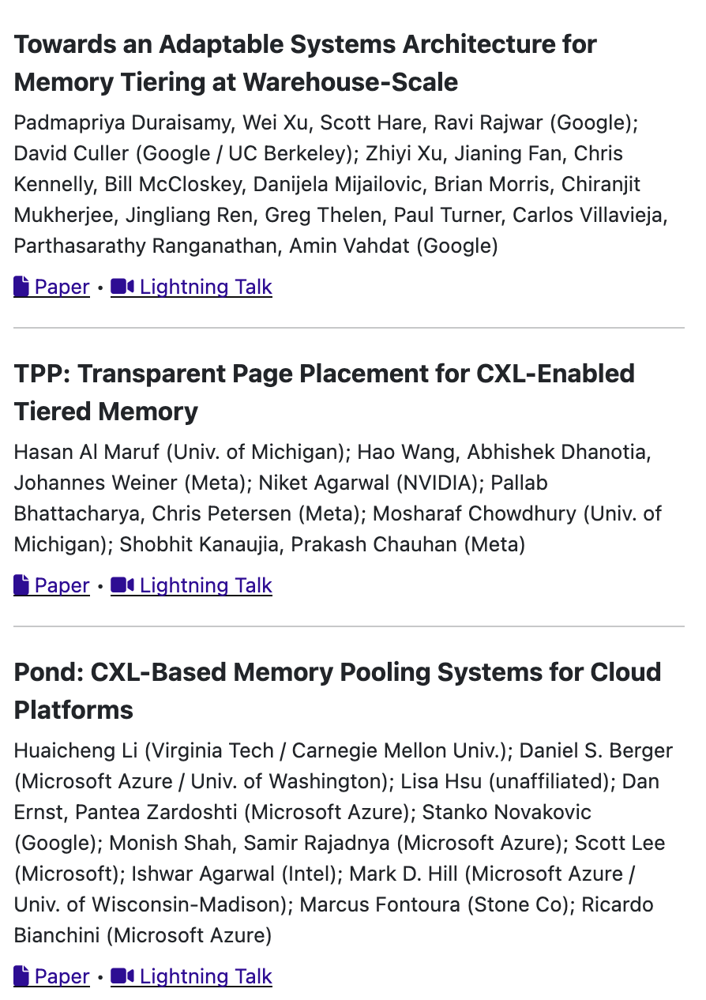 Towards an Adaptable Systems Architecture for
Memory Tiering at Warehouse-Scale
Padmapriya Duraisamy, Wei Xu, Scott Hare, Ravi Rajwar (Google);
David Culler (Google / UC Berkeley); Zhiyi Xu, Jianing Fan, Chris
Kennelly, Bill McCloskey, Danijela Mijailovic, Brian Morris, Chiranjit
Mukherjee, Jingliang Ren, Greg Thelen, Paul Turner, Carlos Villavieja,
Parthasarathy Ranganathan, Amin Vahdat (Google)
Paper • Lightning Talk
TPP: Transparent Page Placement for CXL-Enabled
Tiered Memory
Hasan Al Maruf (Univ. of Michigan); Hao Wang, Abhishek Dhanotia,
Johannes Weiner (Meta); Niket Agarwal (NVIDIA); Pallab
Bhattacharya, Chris Petersen (Meta); Mosharaf Chowdhury (Univ. of
Michigan); Shobhit Kanaujia, Prakash Chauhan (Meta)
Paper • Lightning Talk
Pond: CXL-Based Memory Pooling Systems for Cloud
Platforms
Huaicheng Li (Virginia Tech / Carnegie Mellon Univ.); Daniel S. Berger
(Microsoft Azure / Univ. of Washington); Lisa Hsu (unaffiliated); Dan
Ernst, Pantea Zardoshti (Microsoft Azure); Stanko Novakovic
(Google); Monish Shah, Samir Rajadnya (Microsoft Azure); Scott Lee
(Microsoft); Ishwar Agarwal (Intel); Mark D. Hill (Microsoft Azure /
Univ. of Wisconsin-Madison); Marcus Fontoura (Stone Co); Ricardo
Bianchini (Microsoft Azure)
Paper • Lightning Talk